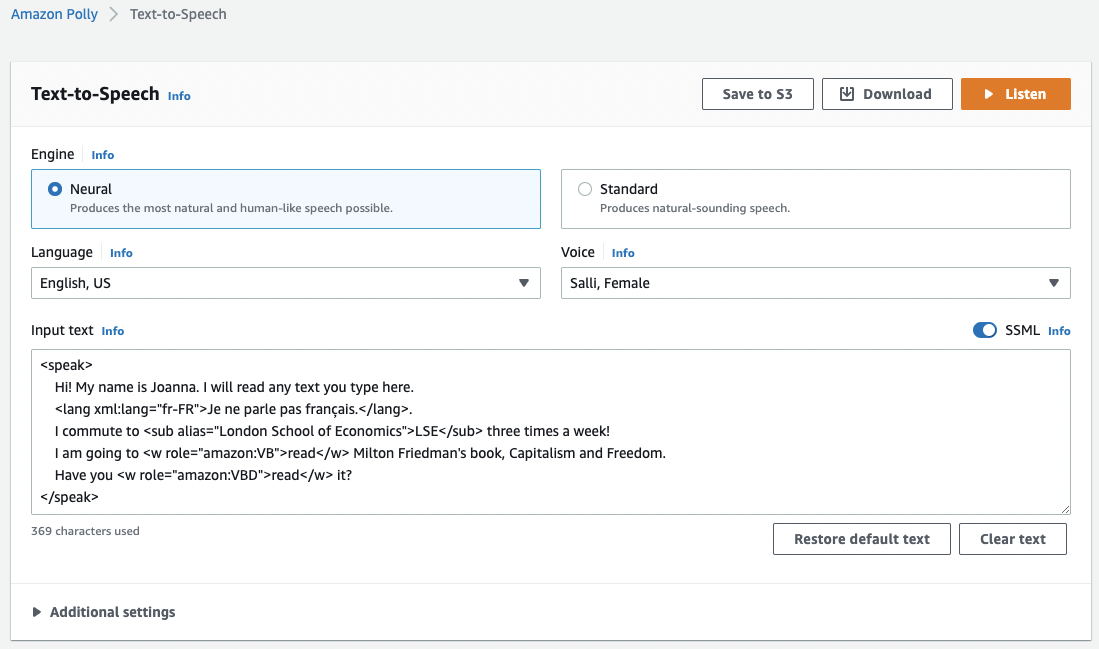 Amazon Polly > Text-to-Speech
Text-to-Speech Info
Save to S3
Download
Listen
Engine Info
Neural
Produces the most natural and human-like speech possible.
Standard
Produces natural-sounding speech.
Language Info
English, US
Voice Info
Salli, Female
Input text Info
SSML Info
<speak>
Hi! My name is Joanna. I will read any text you type here.
<lang xml:lang="fr-FR">Je ne parle pas français.</lang>.
I commute to <sub alias="London School of Economics">LSE</sub> three times a week!
I am going to <w role="amazon:VB">read</w> Milton Friedman's book, Capitalism and Freedom.
Have you <w role="amazon:VBD">read</w> it?
</speak>
369 characters used
Restore default text
Clear text
Additional settings